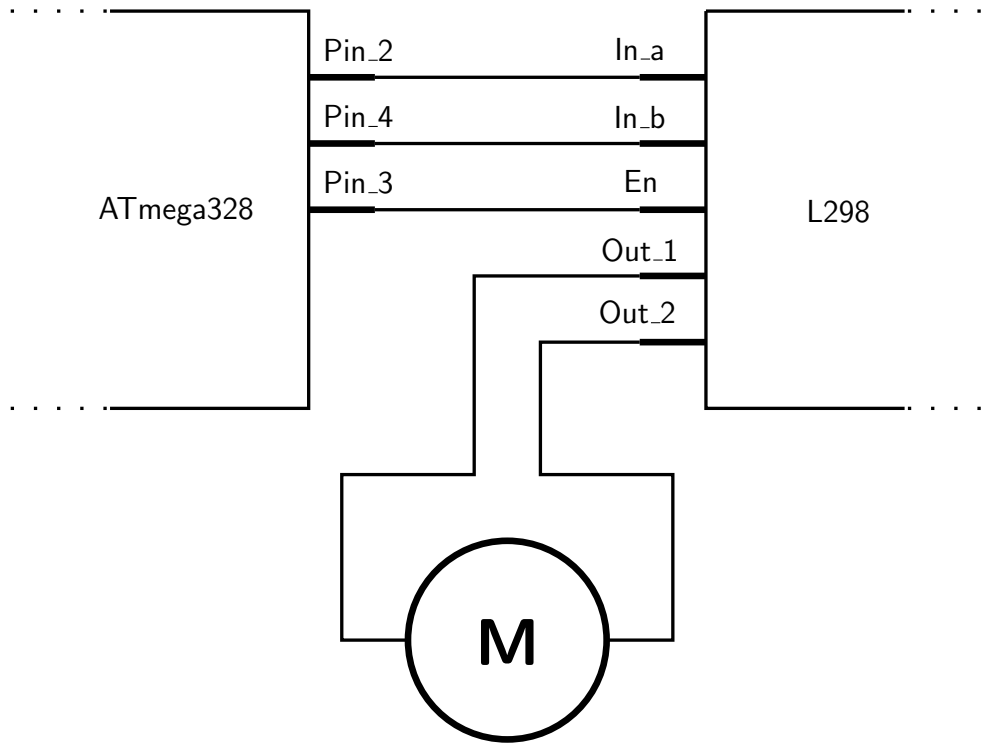 Pin_2
In_a
Pin_4
In_b
Pin_3
En
ATmega328
L298
Out_1
Out_2
M